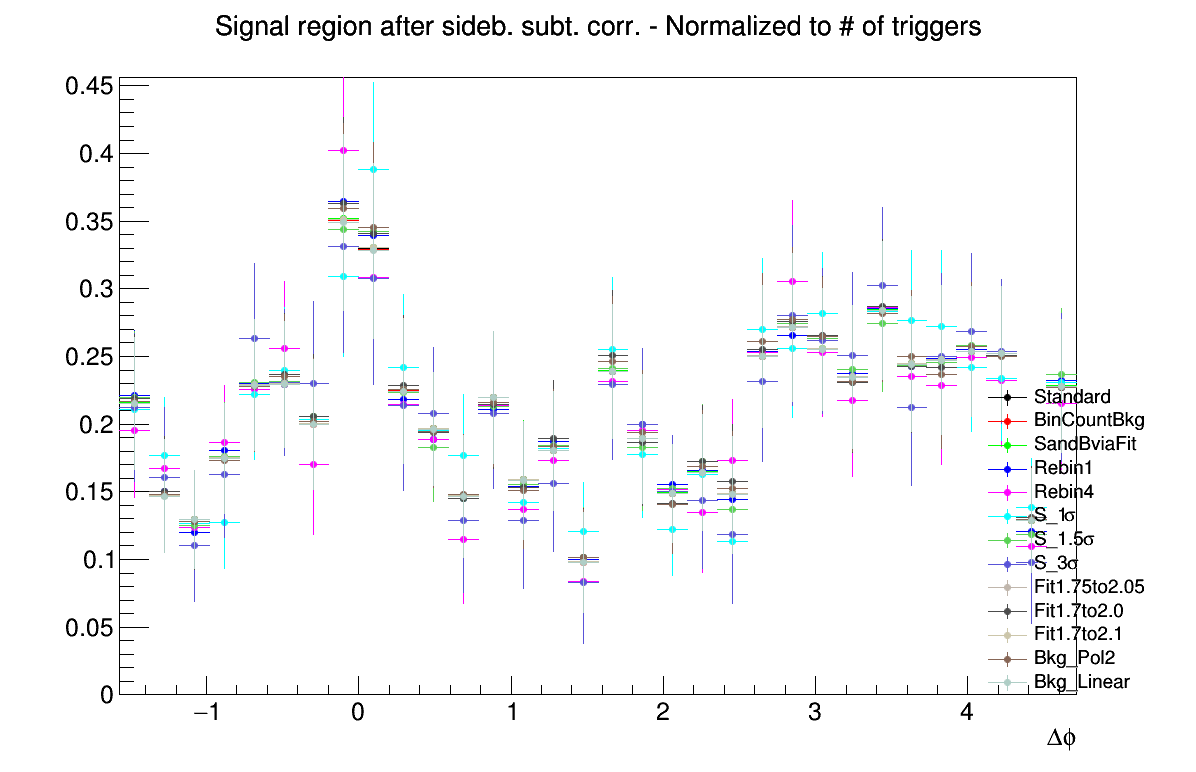 Signal region after sideb. subt. corr. - Normalized to # of triggers
0.45
0.4
0.35
0.3
0.25
0.2
0.15
0.1
0.05
0
−1
0
1
2
3
4
Δϕ
Standard
BinCountBkg
SandBviaFit
Rebin1
Rebin4
S_1σ
S_1.5σ
S_3σ
Fit1.75to2.05
Fit1.7to2.0
Fit1.7to2.1
Bkg_Pol2
Bkg_Linear